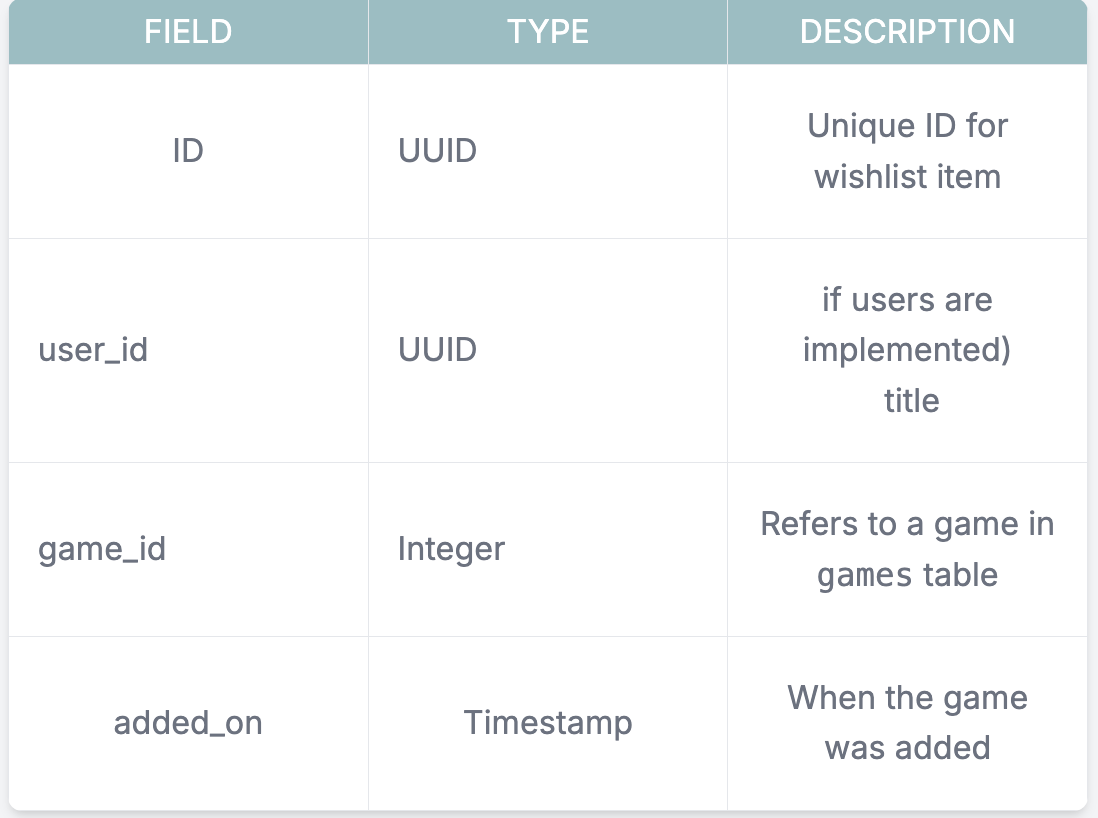 FIELD TYPE DESCRIPTION
ID UUID Unique ID for
wishlist item
user_id UUID if users are
implemented)
title
game_id Integer Refers to a game in
games table
added_on Timestamp When the game
was added